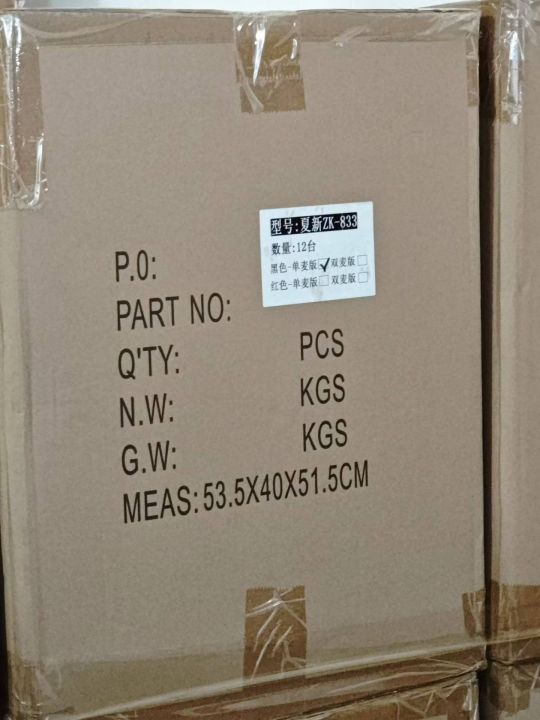 型号:夏新ZK-833
数量:12台
黑色-单麦版☑双麦版☐
红色-单麦版☐双麦版☐
P.O:
PART NO:
Q'TY: PCS
N.W: KGS
G.W: KGS
MEAS:53.5X40X51.5CM